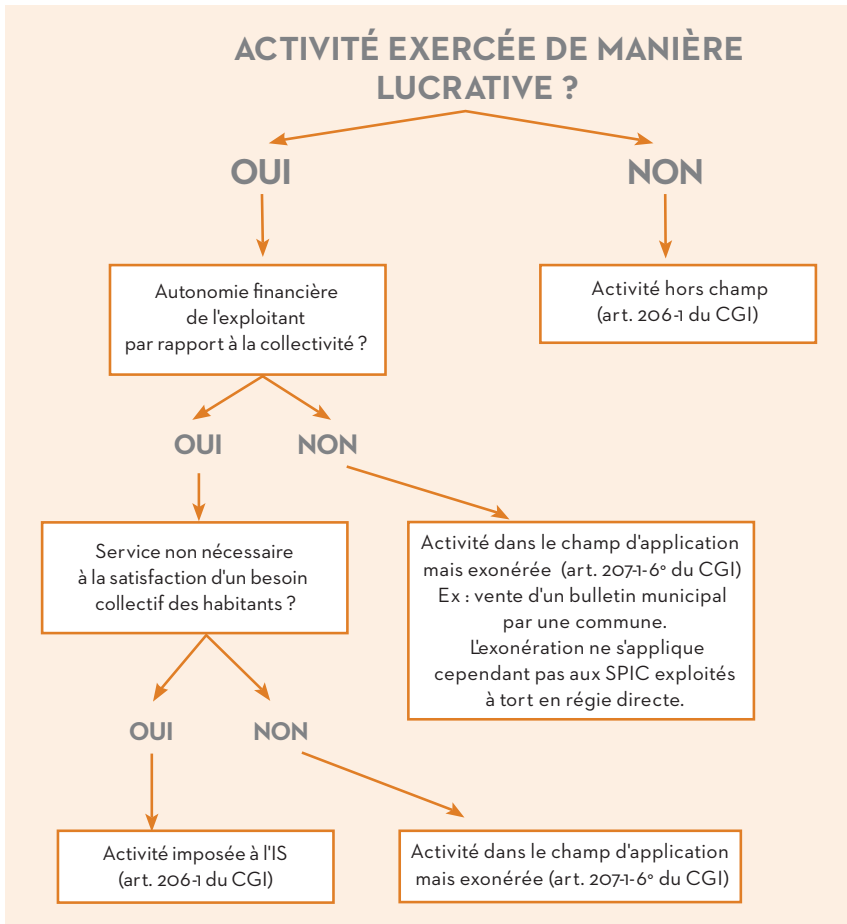 ACTIVITÉ EXERCÉE DE MANIÈRE
LUCRATIVE ?
OUI
NON
Autonomie financière
de l'exploitant
par rapport à la collectivité ?
Activité hors champ
(art. 206-1 du CGI)
OUI
NON
Service non nécessaire
à la satisfaction d'un besoin
collectif des habitants ?
Activité dans le champ d'application
mais exonérée (art. 207-1-6° du CGI)
Ex : vente d'un bulletin municipal
par une commune.
L'exonération ne s'applique
cependant pas aux SPIC exploités
à tort en régie directe.
OUI
NON
Activité imposée à l'IS
(art. 206-1 du CGI)
Activité dans le champ d'application
mais exonérée (art. 207-1-6° du CGI)